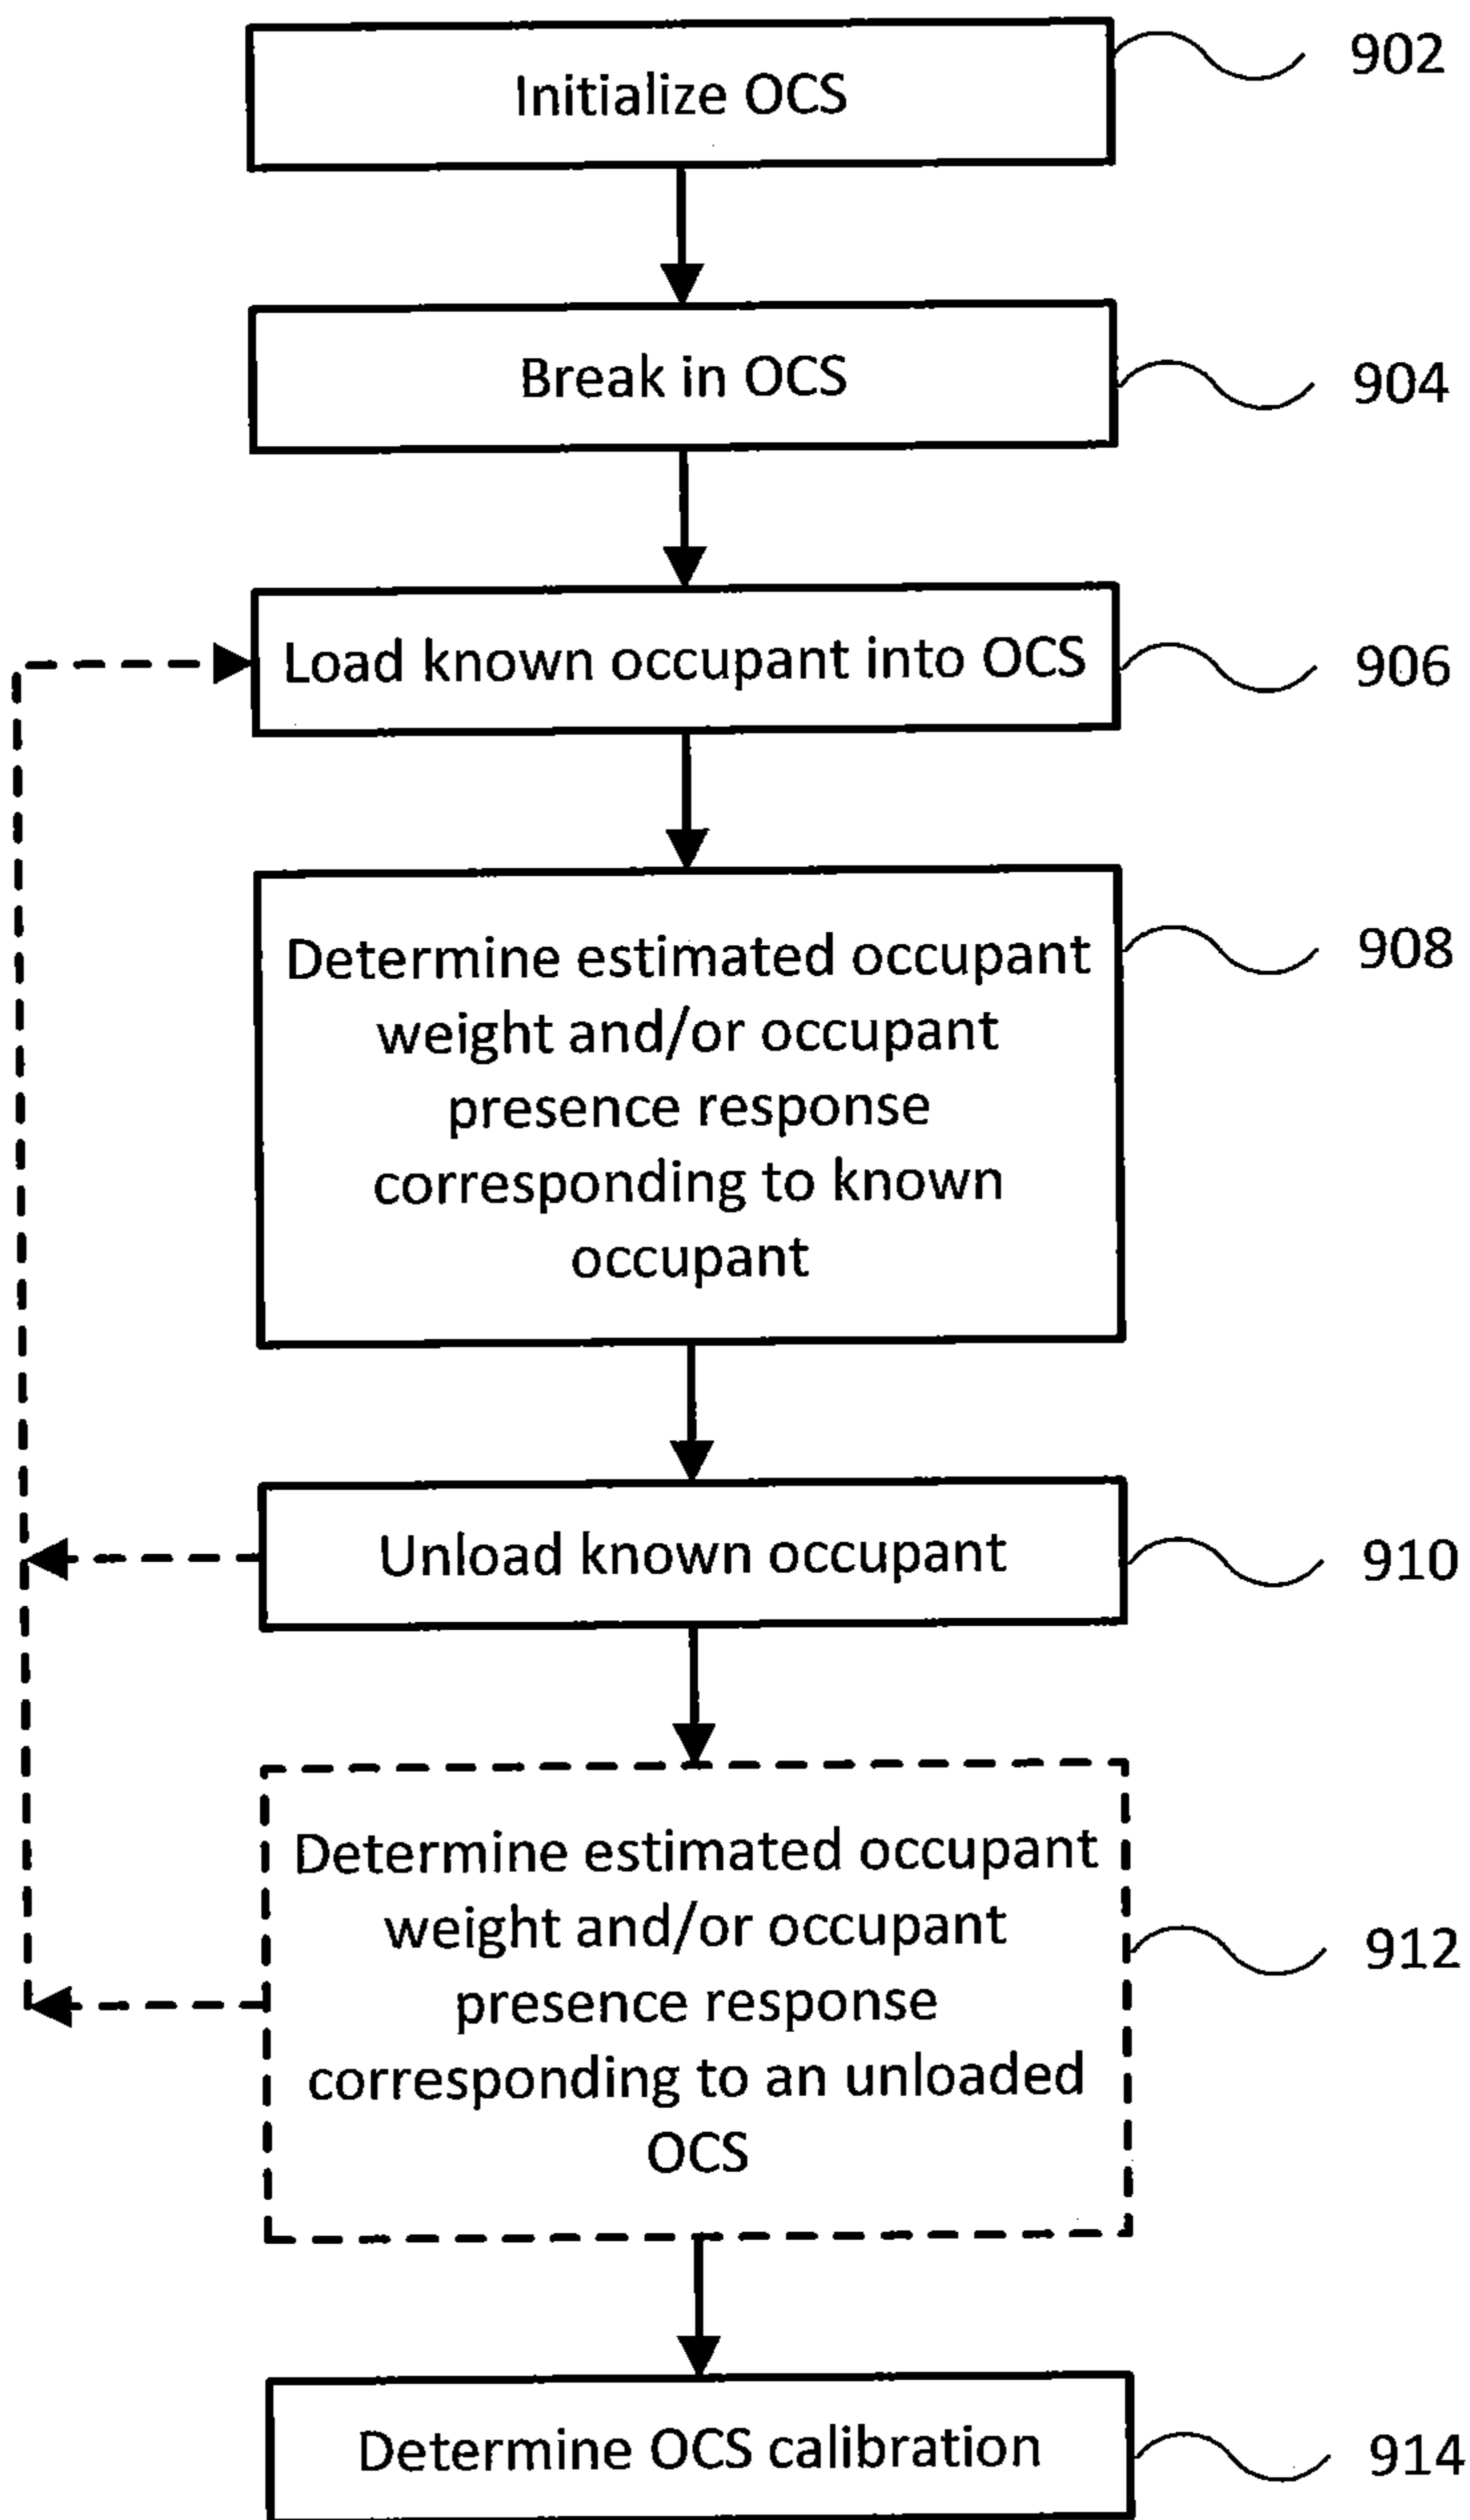 Initialize OCS
902
Break in OCS
904
Load known occupant into OCS
906
Determine estimated occupant
weight and/or occupant
presence response
corresponding to known
occupant
908
Unload known occupant
910
Determine estimated occupant
weight and/or occupant
presence response
corresponding to an unloaded
OCS
912
Determine OCS calibration
914